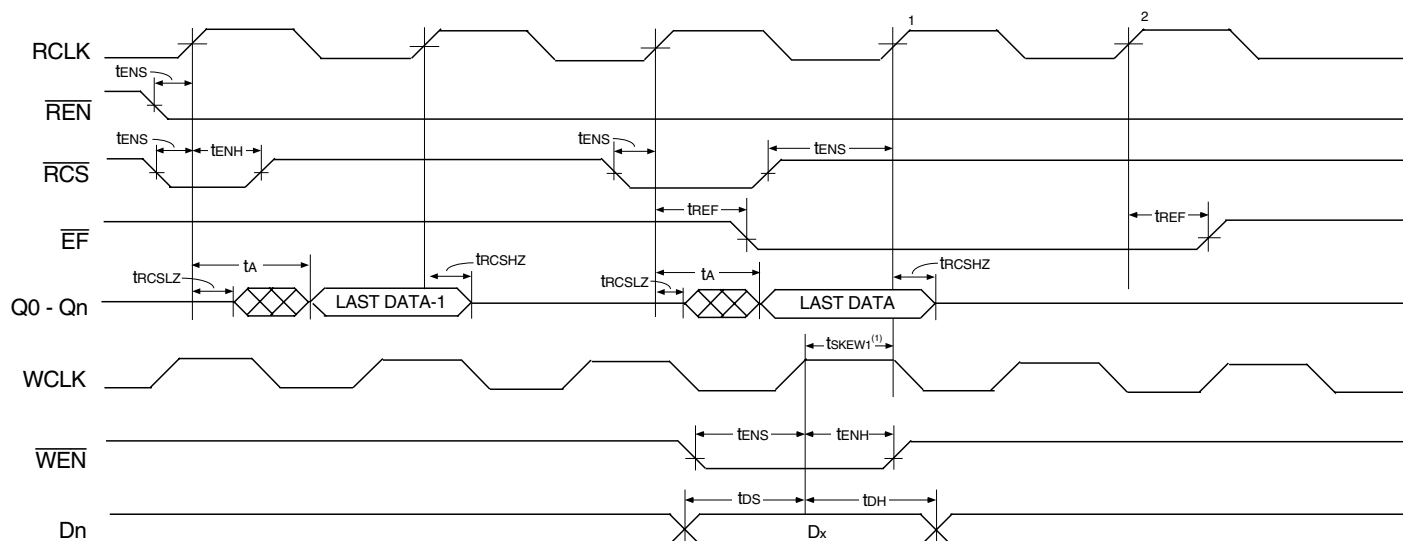 1
2
RCLK
tENS
REN
tENS
tENH
tENS
tENS
RCS
tREF
tREF
EF
tRCSLZ
tA
tRCSHZ
tRCSLZ
tA
tRCSHZ
Q0 - Qn
LAST DATA-1
LAST DATA
tSKEW1(1)
WCLK
tENS
tENH
WEN
tDS
tDH
Dn
Dx